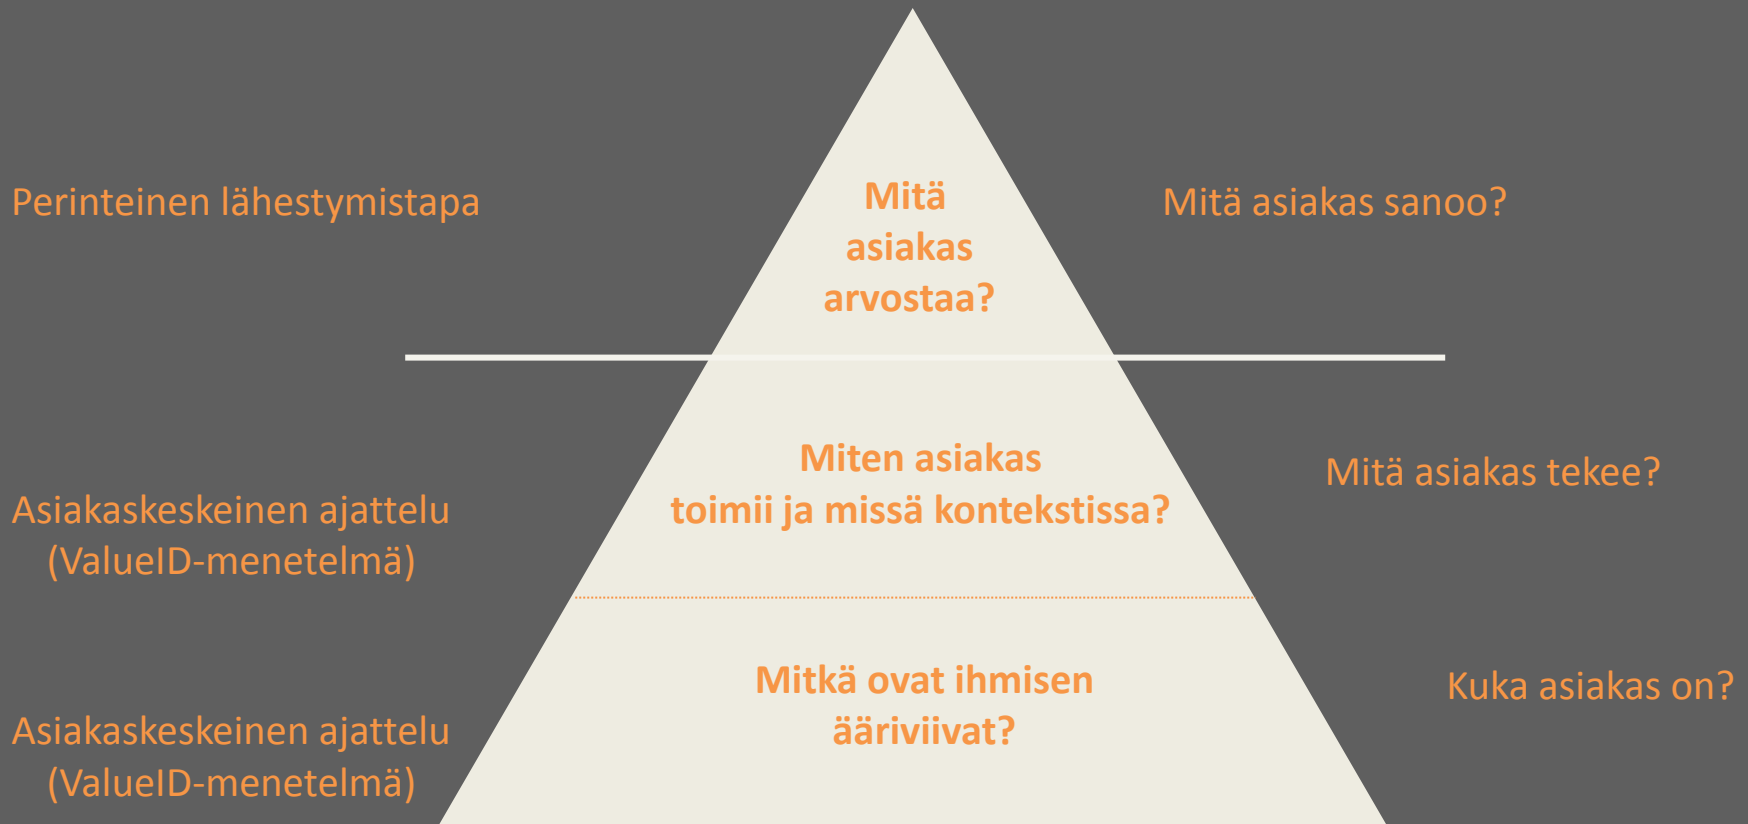 Perinteinen lähestymistapa
Mitä
asiakas
arvostaa?
Mitä asiakas sanoo?
Asiakaskeskeinen ajattelu
(ValueID-menetelmä)
Miten asiakas
toimii ja missä kontekstissa?
Mitä asiakas tekee?
Asiakaskeskeinen ajattelu
(ValueID-menetelmä)
Mitkä ovat ihmisen
ääriviivat?
Kuka asiakas on?